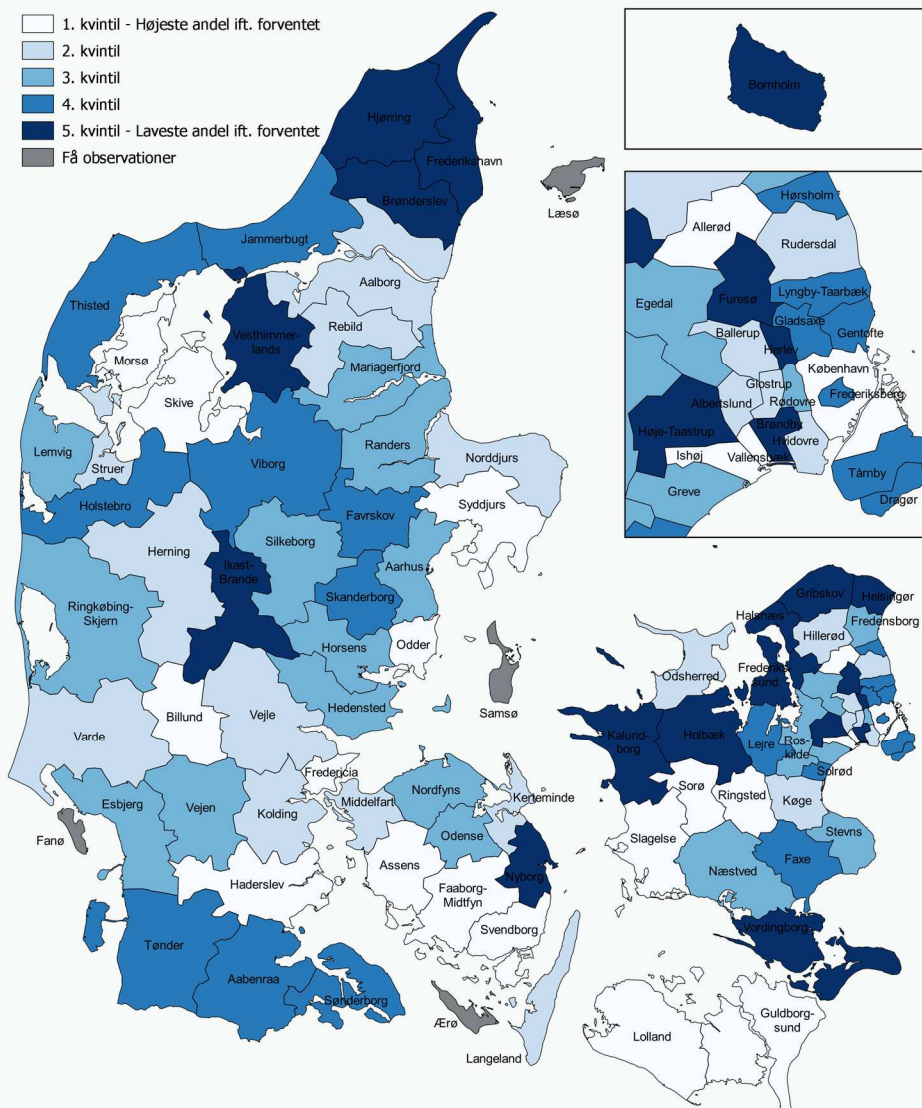 1. kvintil - Højeste andel ift. forventet
2. kvintil
3. kvintil
4. kvintil
5. kvintil - Laveste andel ift. forventet
Få observationer
Hjørring
Frederikshavn
Brønderslev
Læsø
Jammerbugt
Aalborg
Thisted
Vesthimmer-
lands
Rebild
Morsø
Mariagerfjord
Skive
Lemvig
Struer
Viborg
Randers
Norddjurs
Holstebro
Favrskov
Syddjurs
Herning
Silkeborg
Ikast-
Brande
Aarhus
Skanderborg
Ringkøbing-
Skjern
Horsens
Odder
Hedensted
Samsø
Billund
Vejle
Varde
Fredericia
Esbjerg
Vejen
Kolding
Middelfart
Nordfyns
Kerteminde
Odense
Fanø
Haderslev
Assens
Nyborg
Faaborg-
Midtfyn
Svendborg
Tønder
Aabenraa
Sønderborg
Ærø
Langeland
Bornholm
Hørsholm
Allerød
Rudersdal
Egedal
Furesø
Lyngby-Taarbæk
Gladsaxe
Gentofte
Ballerup
Herlev
København
Glostrup
Frederiksberg
Albertslund
Rødovre
Høje-Taastrup
Brøndby
Hvidovre
Ishøj
Vallensbæk
Tårnby
Greve
Dragør
Gribskov
Helsingør
Halsnæs
Fredensborg
Hillerød
Frederiks-
sund
Odsherred
Kalund-
borg
Holbæk
Lejre
Ros-
kilde
Solrød
Sorø
Ringsted
Køge
Slagelse
Stevns
Næstved
Faxe
Vordingborg
Lolland
Guldborg-
sund